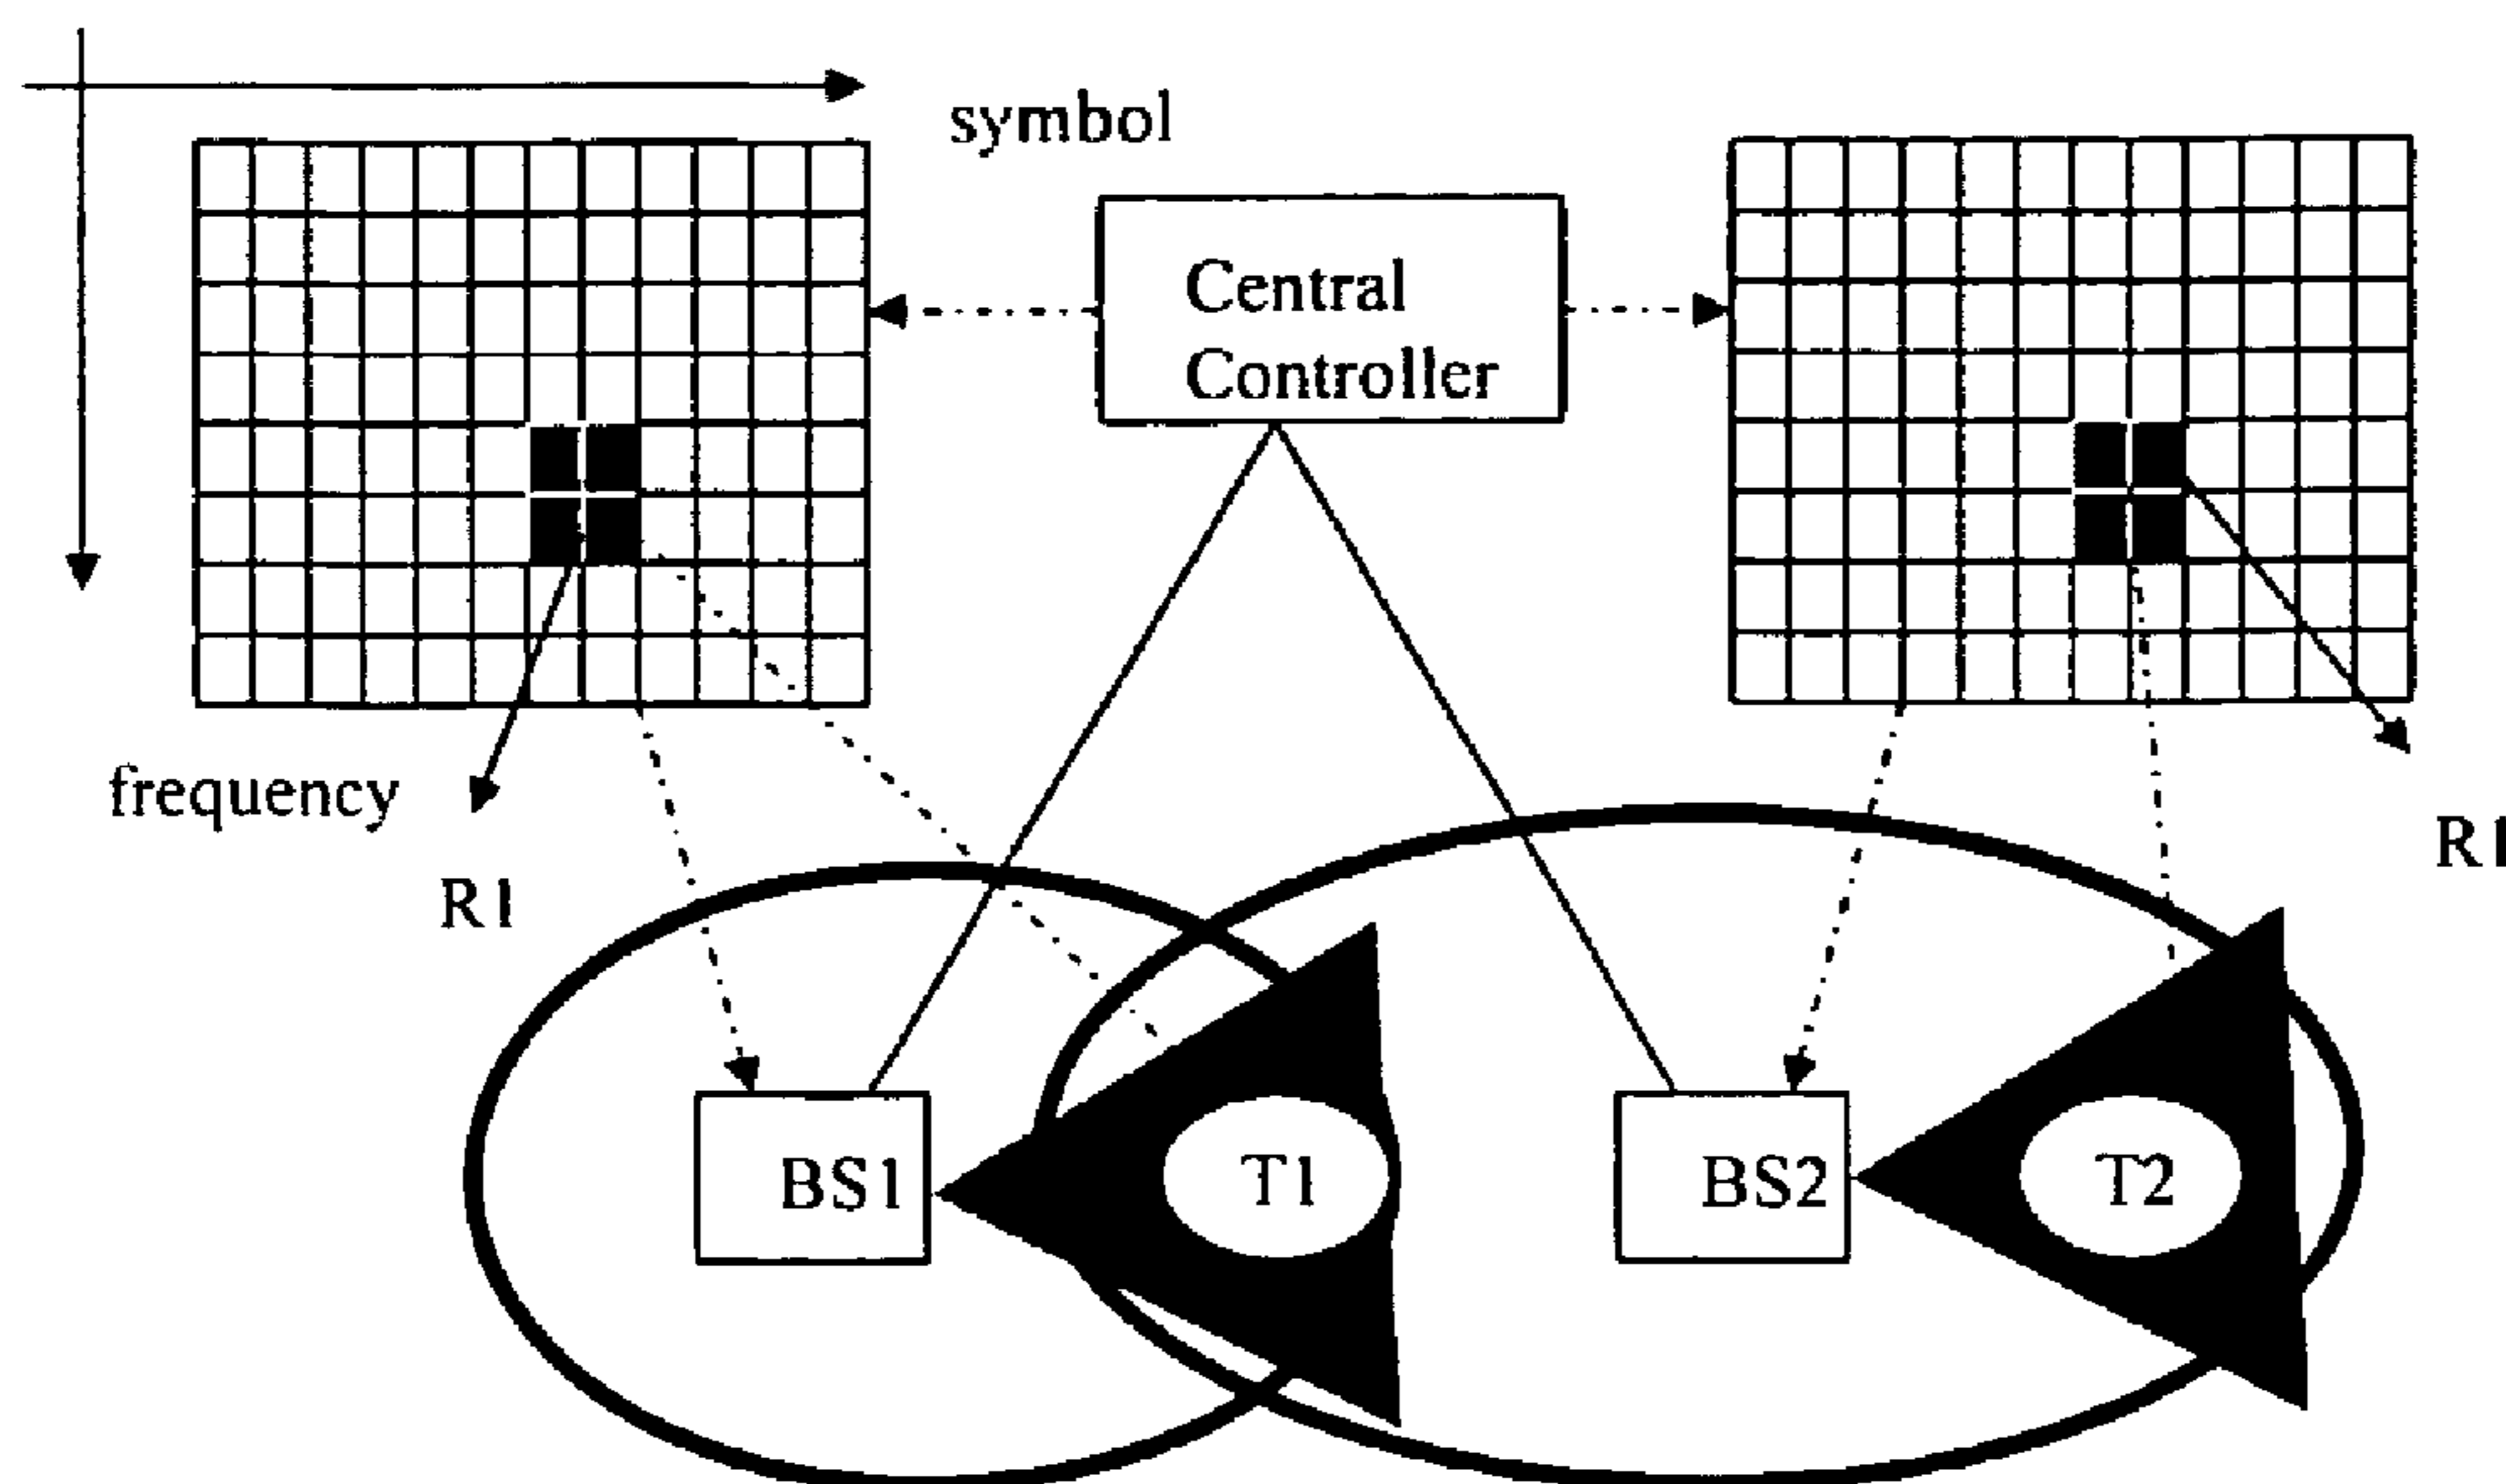 symbol
Central
Controller
frequency
R1
R1
BS1
T1
BS2
T2